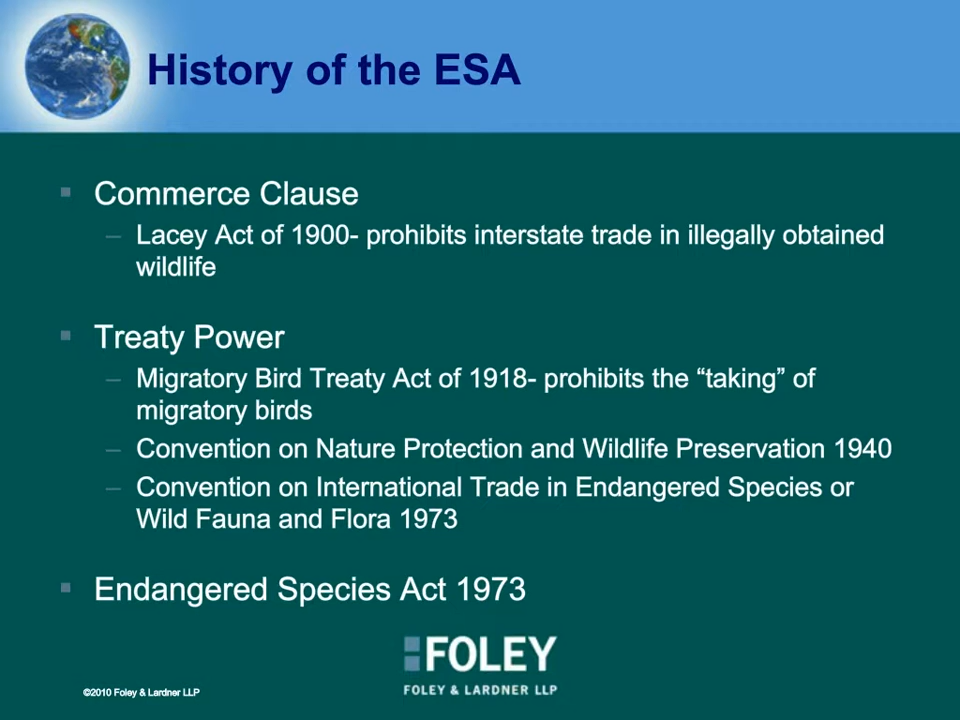 History of the ESA
▪ Commerce Clause
– Lacey Act of 1900- prohibits interstate trade in illegally obtained
wildlife
▪ Treaty Power
– Migratory Bird Treaty Act of 1918- prohibits the “taking” of
migratory birds
– Convention on Nature Protection and Wildlife Preservation 1940
– Convention on International Trade in Endangered Species or
Wild Fauna and Flora 1973
▪ Endangered Species Act 1973
FOLEY
FOLEY & LARDNER LLP
©2010 Foley & Lardner LLP